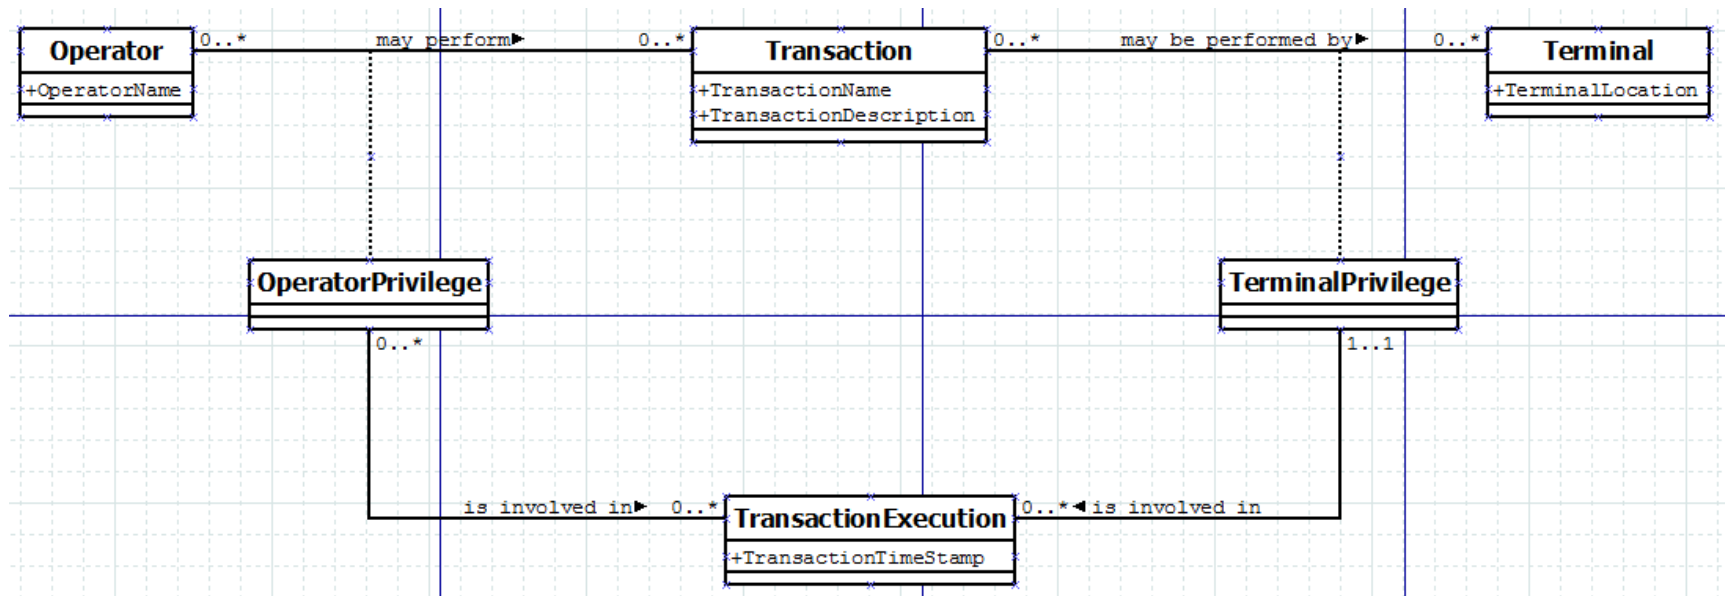 Operator
+OperatorName
0..* may perform► 0..*
Transaction
+TransactionName
+TransactionDescription
0..* may be performed by► 0..*
Terminal
+TerminalLocation
OperatorPrivilege
0..*
TerminalPrivilege
1..1
is involved in► 0..*
TransactionExecution
+TransactionTimeStamp
0..* ◄is involved in